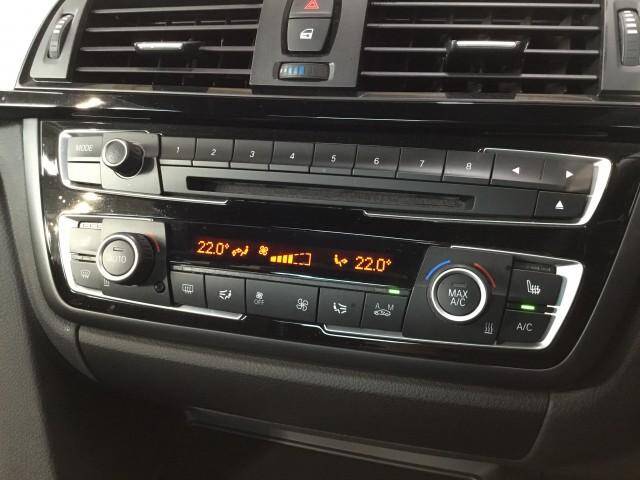 MODE 1 2 3 4 5 6 7 8
22.0° 22.0°
AUTO
MAX A/C
OFF
A M
A/C